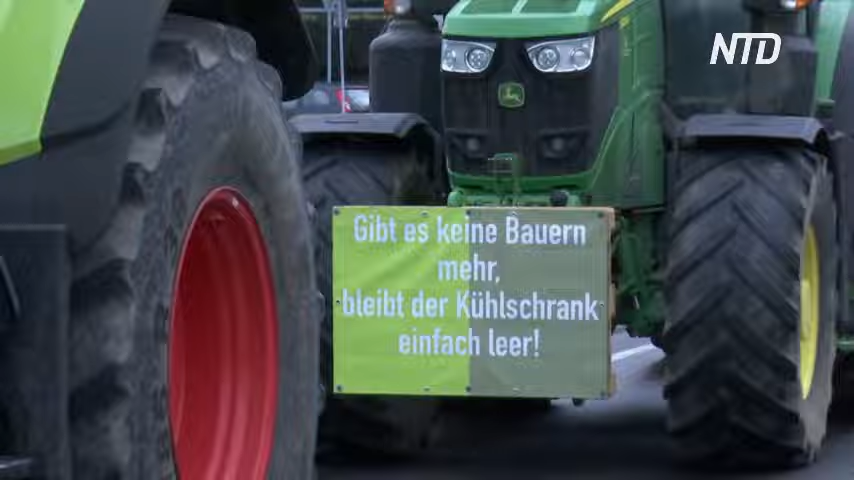 NTD
Gibt es keine Bauern
mehr,
bleibt der Kühlschrank
einfach leer!